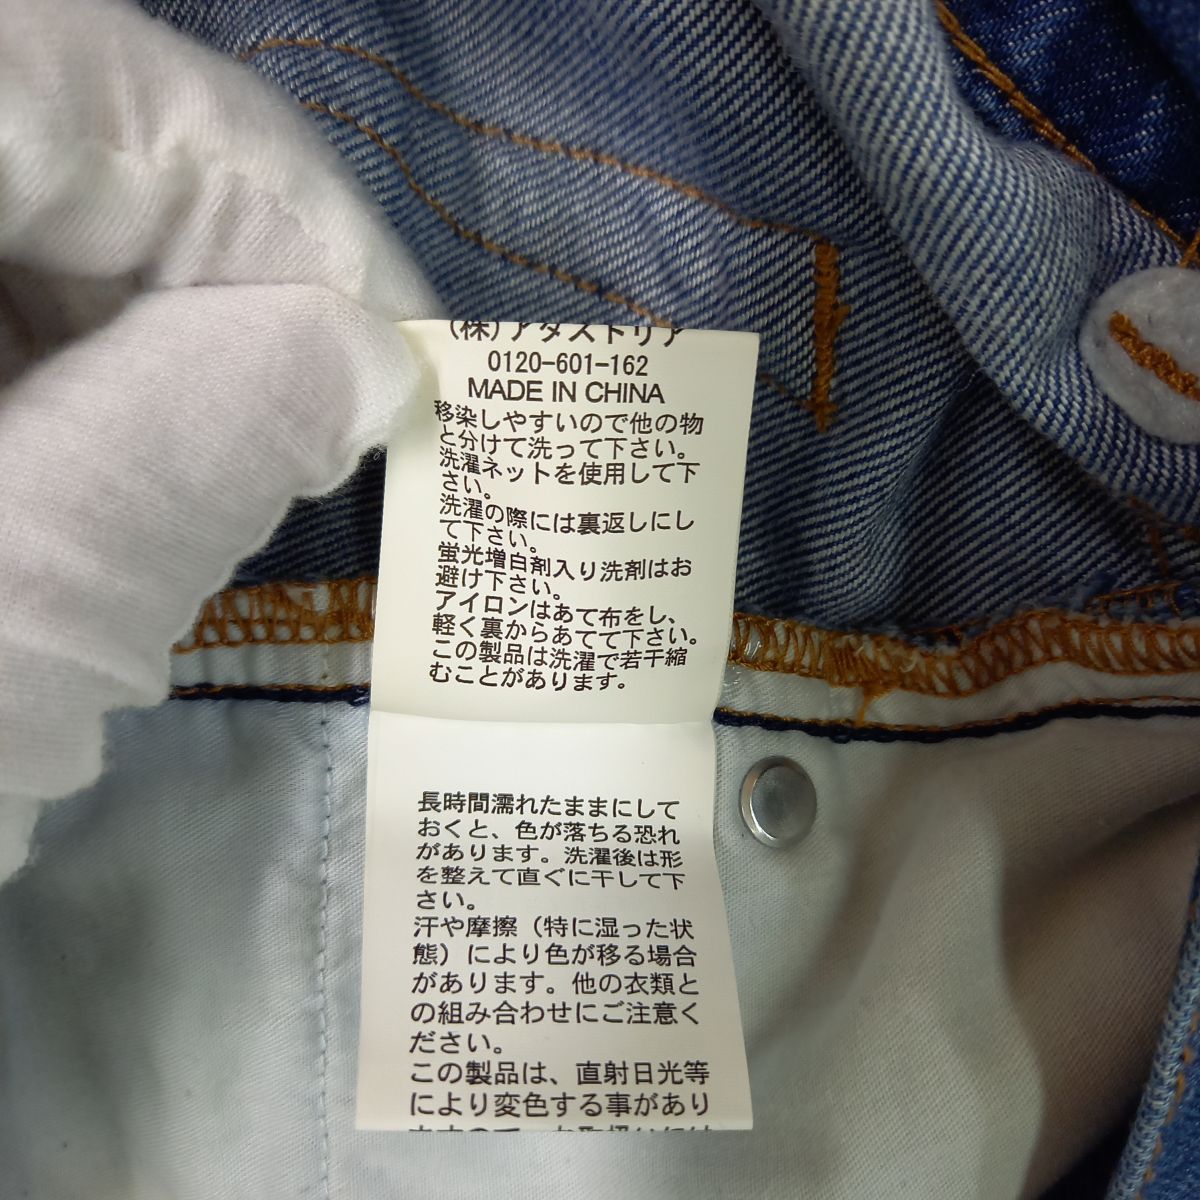 (株)アダストリア
0120-601-162
MADE IN CHINA
移染しやすいので他の物
と分けて洗って下さい。
洗濯ネットを使用して下
さい。
洗濯の際には裏返しにし
て下さい。
蛍光増白剤入り洗剤はお
避け下さい。
アイロンはあて布をし、
軽く裏からあてて下さい。
この製品は洗濯で若干縮
むことがあります。
長時間濡れたままにして
おくと、色が落ちる恐れ
があります。洗濯後は形
を整えて直ぐに干して下
さい。
汗や摩擦（特に湿った状
態）により色が移る場合
があります。他の衣類と
の組み合わせにご注意く
ださい。
この製品は、直射日光等
により変色する事があり
ますので、お取扱いには